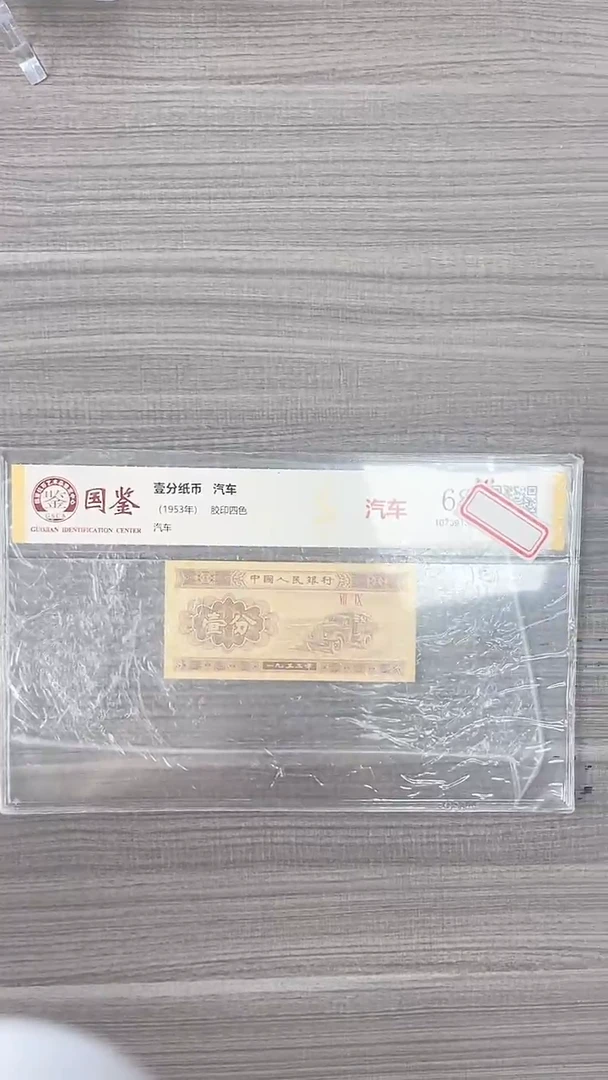 国鉴
GUOJIAN IDENTIFICATION CENTER
壹分纸币 汽车
(1953年) 胶印四色
汽车
汽车
中国人民银行
壹分
一九五三年